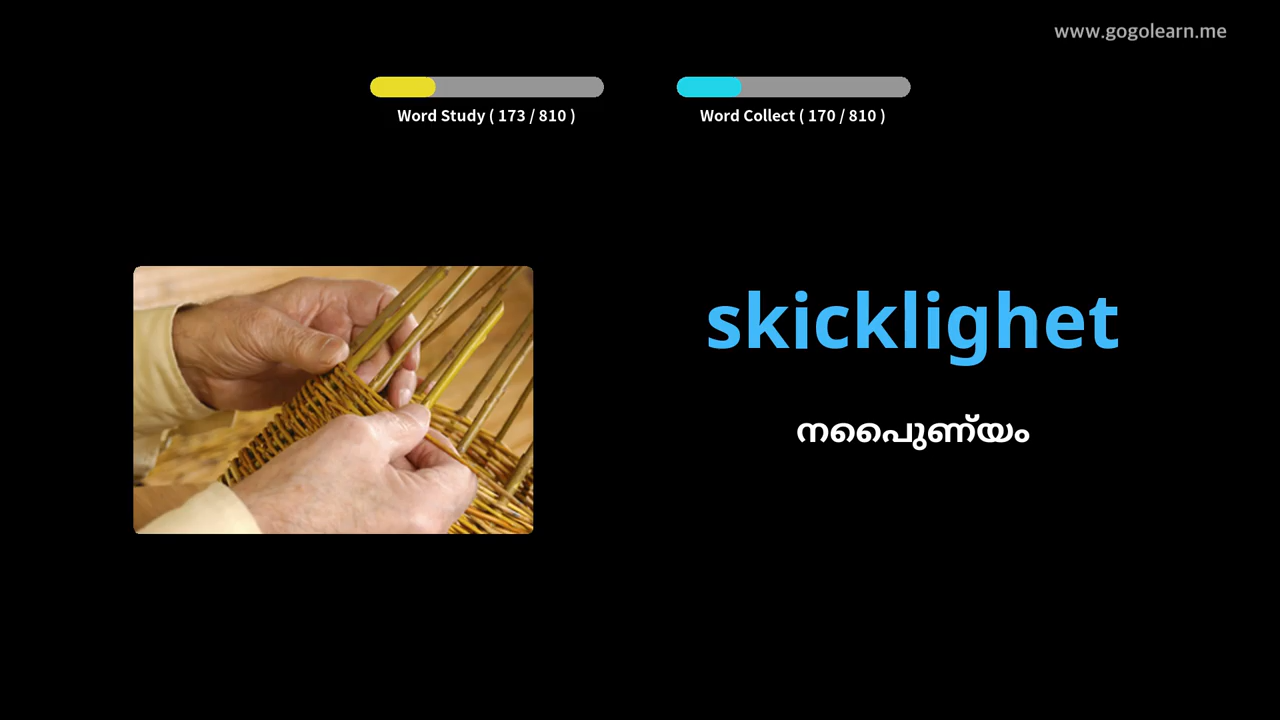 www.gogolearn.me
Word Study ( 173 / 810 )
Word Collect ( 170 / 810 )
skicklighet
നൈപുണ്യം